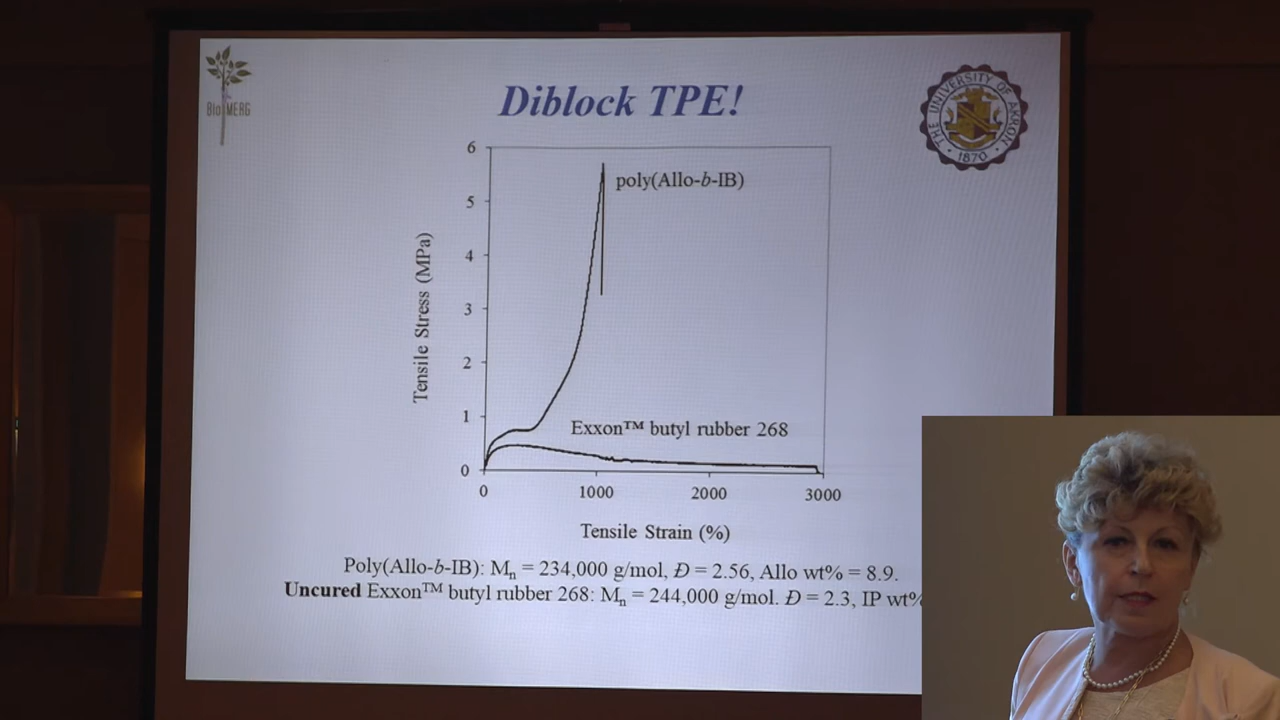 BioMERG
THE UNIVERSITY OF AKRON
1870
Diblock TPE!
6
5
4
3
2
1
0
Tensile Stress (MPa)
poly(Allo-b-IB)
Exxon™ butyl rubber 268
0 1000 2000 3000
Tensile Strain (%)
Poly(Allo-b-IB): Mn = 234,000 g/mol, Đ = 2.56, Allo wt% = 8.9.
Uncured Exxon™ butyl rubber 268: Mn = 244,000 g/mol. Đ = 2.3, IP wt%